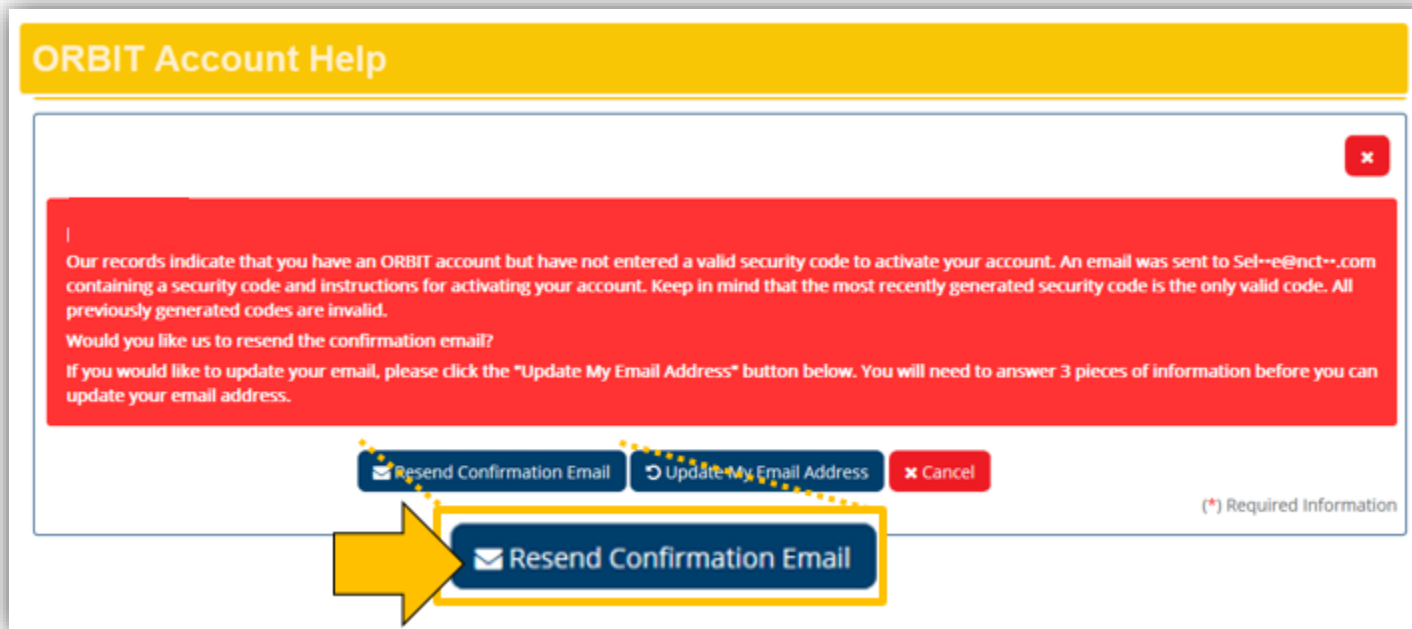 ORBIT Account Help
Our records indicate that you have an ORBIT account but have not entered a valid security code to activate your account. An email was sent to Sel··e@nct··.com
containing a security code and instructions for activating your account. Keep in mind that the most recently generated security code is the only valid code. All
previously generated codes are invalid.
Would you like us to resend the confirmation email?
If you would like to update your email, please click the "Update My Email Address" button below. You will need to answer 3 pieces of information before you can
update your email address.
Resend Confirmation Email Update My Email Address Cancel
(*) Required Information
Resend Confirmation Email